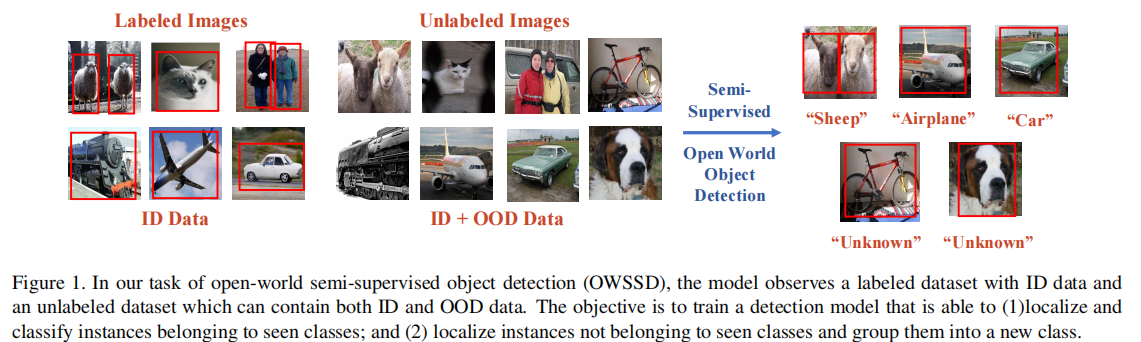 Labeled Images
Unlabeled Images
ID Data
ID + OOD Data
Semi-
Supervised
Open World
Object
Detection
“Sheep”
“Airplane”
“Car”
“Unknown”
“Unknown”
Figure 1. In our task of open-world semi-supervised object detection (OWSSD), the model observes a labeled dataset with ID data and
an unlabeled dataset which can contain both ID and OOD data. The objective is to train a detection model that is able to (1)localize and
classify instances belonging to seen classes; and (2) localize instances not belonging to seen classes and group them into a new class.